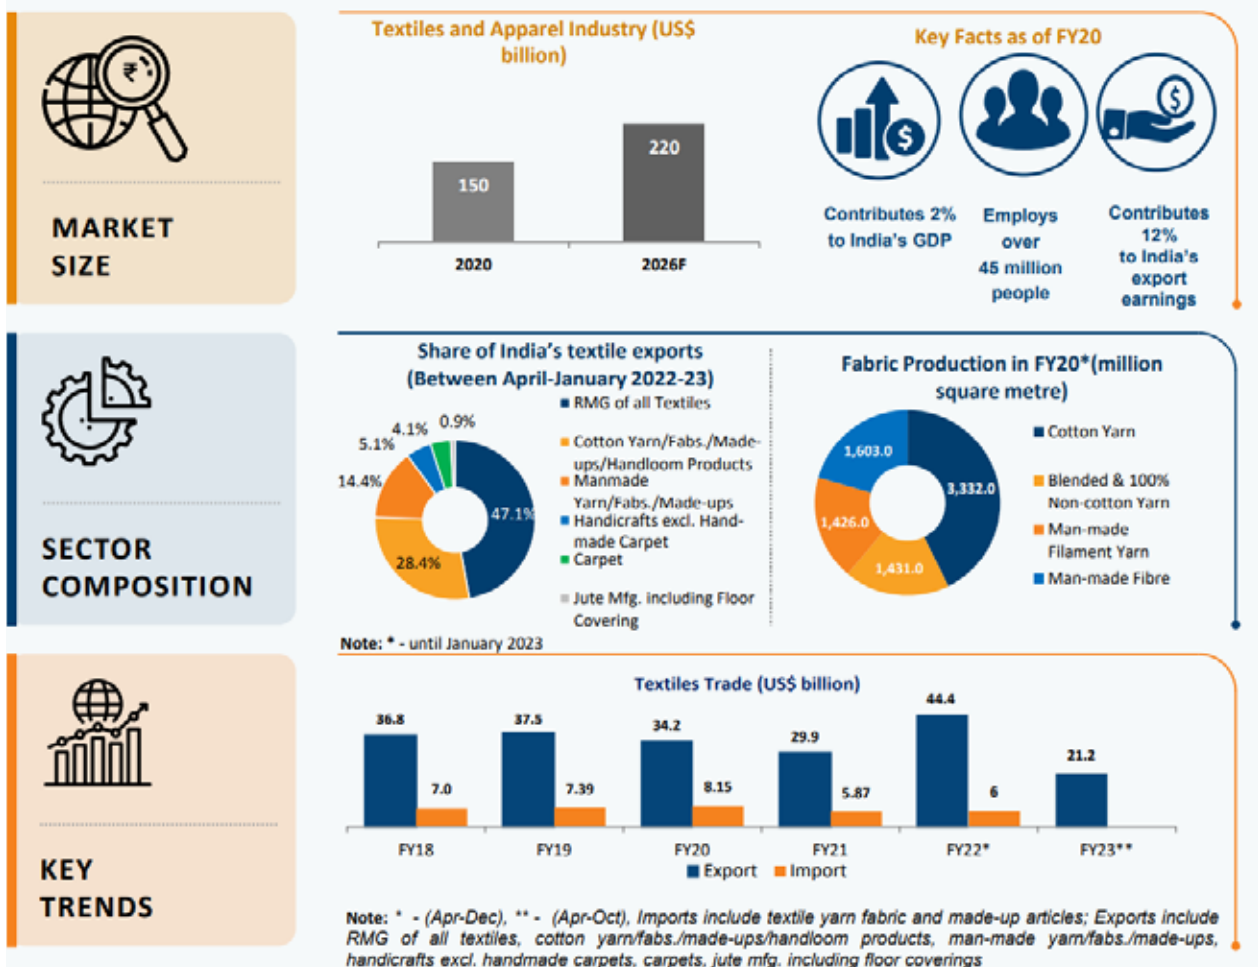 MARKET
SIZE
Textiles and Apparel Industry (US$
billion)
150
220
2020
2026F
Key Facts as of FY20
₹
$
$
Contributes 2%
to India's GDP
Employs
over
45 million
people
Contributes
12%
to India's
export
earnings
SECTOR
COMPOSITION
Share of India's textile exports
(Between April-January 2022-23)
0.9%
4.1%
5.1%
14.4%
28.4%
47.1%
RMG of all Textiles
Cotton Yarn/Fabs./Made-
ups/Handloom Products
Manmade
Yarn/Fabs./Made-ups
Handicrafts excl. Hand-
made Carpet
Carpet
Jute Mfg. including Floor
Covering
Note: * - until January 2023
Fabric Production in FY20*(million
square metre)
1,603.0
3,332.0
1,426.0
1,431.0
Cotton Yarn
Blended & 100%
Non-cotton Yarn
Man-made
Filament Yarn
Man-made Fibre
KEY
TRENDS
Textiles Trade (US$ billion)
36.8
7.0
37.5
7.39
34.2
8.15
29.9
5.87
44.4
6
21.2
FY18
FY19
FY20
FY21
FY22*
FY23**
Export
Import
Note: * - (Apr-Dec), ** - (Apr-Oct), Imports include textile yarn fabric and made-up articles; Exports include
RMG of all textiles, cotton yarn/fabs./made-ups/handloom products, man-made yarn/fabs./made-ups,
handicrafts excl. handmade carpets, carpets, jute mfg. including floor coverings